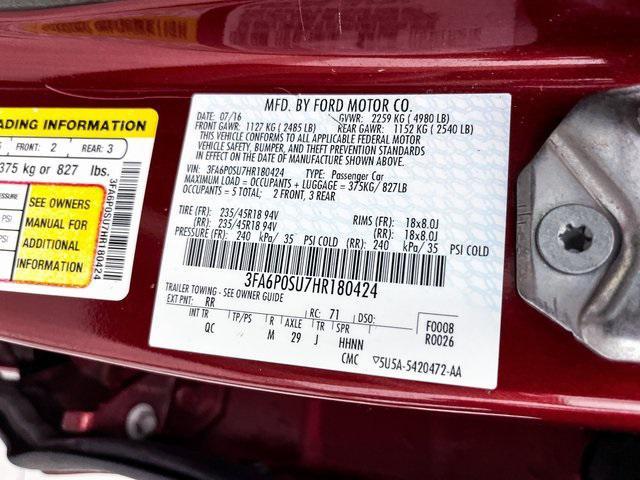 ADING INFORMATION
FRONT: 2 REAR: 3
375 kg or 827 lbs.
SEE OWNERS
MANUAL FOR
ADDITIONAL
INFORMATION
PSI
PSI
3FA6P0SU7HR180424
MFD. BY FORD MOTOR CO.
DATE: 07/16 GVWR: 2259 KG ( 4980 LB)
FRONT GAWR: 1127 KG ( 2485 LB) REAR GAWR: 1152 KG ( 2540 LB)
THIS VEHICLE CONFORMS TO ALL APPLICABLE FEDERAL MOTOR
VEHICLE SAFETY, BUMPER, AND THEFT PREVENTION STANDARDS
IN EFFECT ON THE DATE OF MANUFACTURE SHOWN ABOVE.
VIN: 3FA6P0SU7HR180424 TYPE: Passenger Car
MAXIMUM LOAD = OCCUPANTS + LUGGAGE = 375KG/ 827LB
OCCUPANTS = 5 TOTAL; 2 FRONT, 3 REAR
TIRE (FR): 235/45R18 94V RIMS (FR): 18x8.0J
(RR): 235/45R18 94V (RR): 18x8.0J
PRESSURE (FR): 240 kPa/ 35 PSI COLD (RR): 240 kPa/ 35 PSI COLD
3FA6P0SU7HR180424
TRAILER TOWING - SEE OWNER GUIDE
EXT PNT: RR RC: 71 DSO: F0008
INT TR TP/PS R AXLE TR SPR R0026
QC M 29 J HHNN
CMC ▽5U5A-5420472-AA